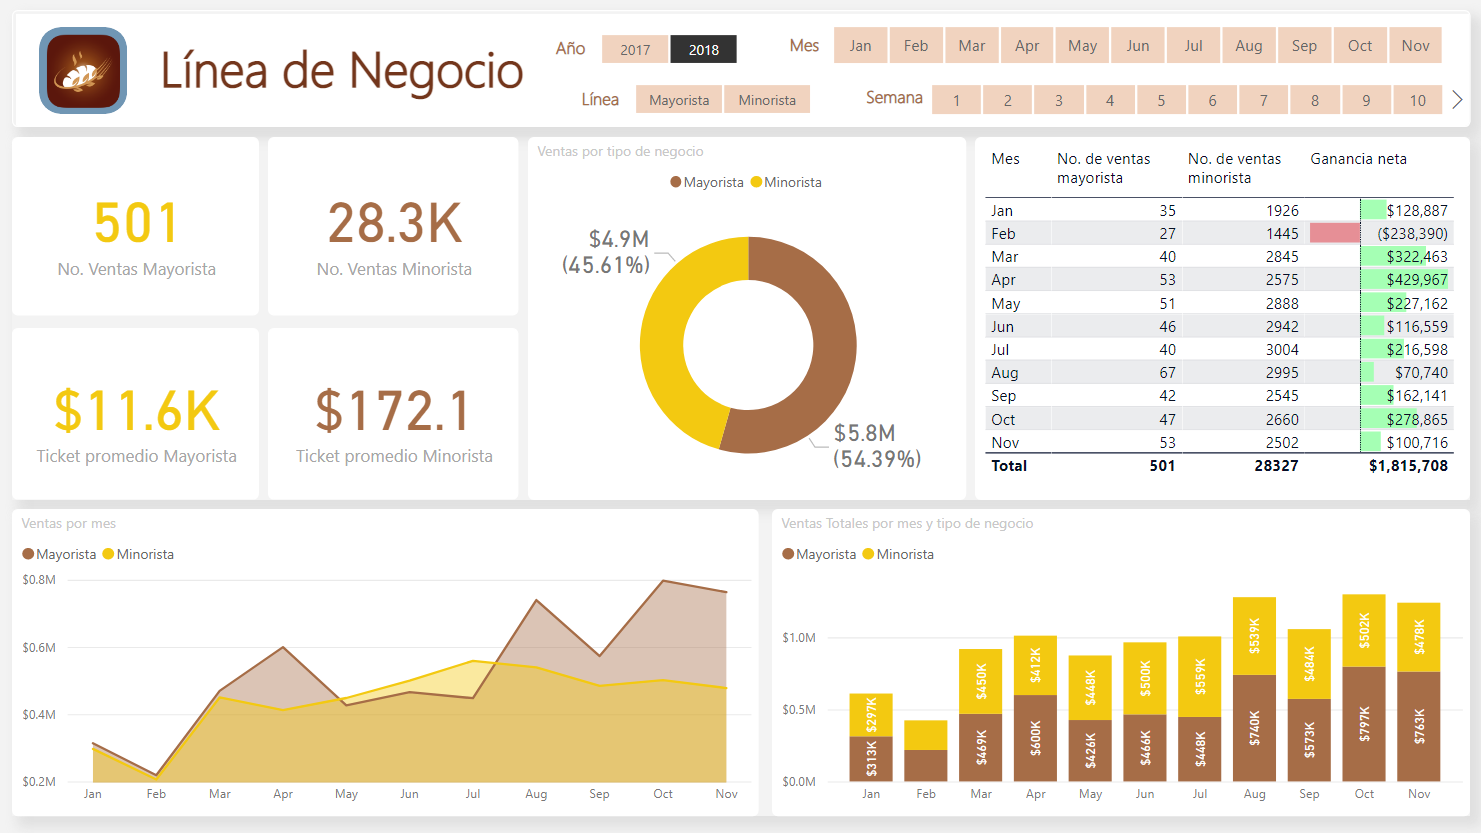 Línea de Negocio
Año
2017
2018
Mes
Jan
Feb
Mar
Apr
May
Jun
Jul
Aug
Sep
Oct
Nov
Línea
Mayorista
Minorista
Semana
1
2
3
4
5
6
7
8
9
10
501
No. Ventas Mayorista
28.3K
No. Ventas Minorista
$11.6K
Ticket promedio Mayorista
$172.1
Ticket promedio Minorista
Ventas por tipo de negocio
Mayorista Minorista
$4.9M
(45.61%)
$5.8M
(54.39%)
Mes No. de ventas mayorista No. de ventas minorista Ganancia neta
Jan 35 1926 $128,887
Feb 27 1445 ($238,390)
Mar 40 2845 $322,463
Apr 53 2575 $429,967
May 51 2888 $227,162
Jun 46 2942 $116,559
Jul 40 3004 $216,598
Aug 67 2995 $70,740
Sep 42 2545 $162,141
Oct 47 2660 $278,865
Nov 53 2502 $100,716
Total 501 28327 $1,815,708
Ventas por mes
Mayorista Minorista
$0.8M
$0.6M
$0.4M
$0.2M
Jan Feb Mar Apr May Jun Jul Aug Sep Oct Nov
Ventas Totales por mes y tipo de negocio
Mayorista Minorista
$1.0M
$0.5M
$0.0M
$297K
$313K
$450K
$469K
$412K
$600K
$448K
$426K
$500K
$466K
$559K
$448K
$539K
$740K
$484K
$573K
$502K
$797K
$478K
$763K
Jan Feb Mar Apr May Jun Jul Aug Sep Oct Nov